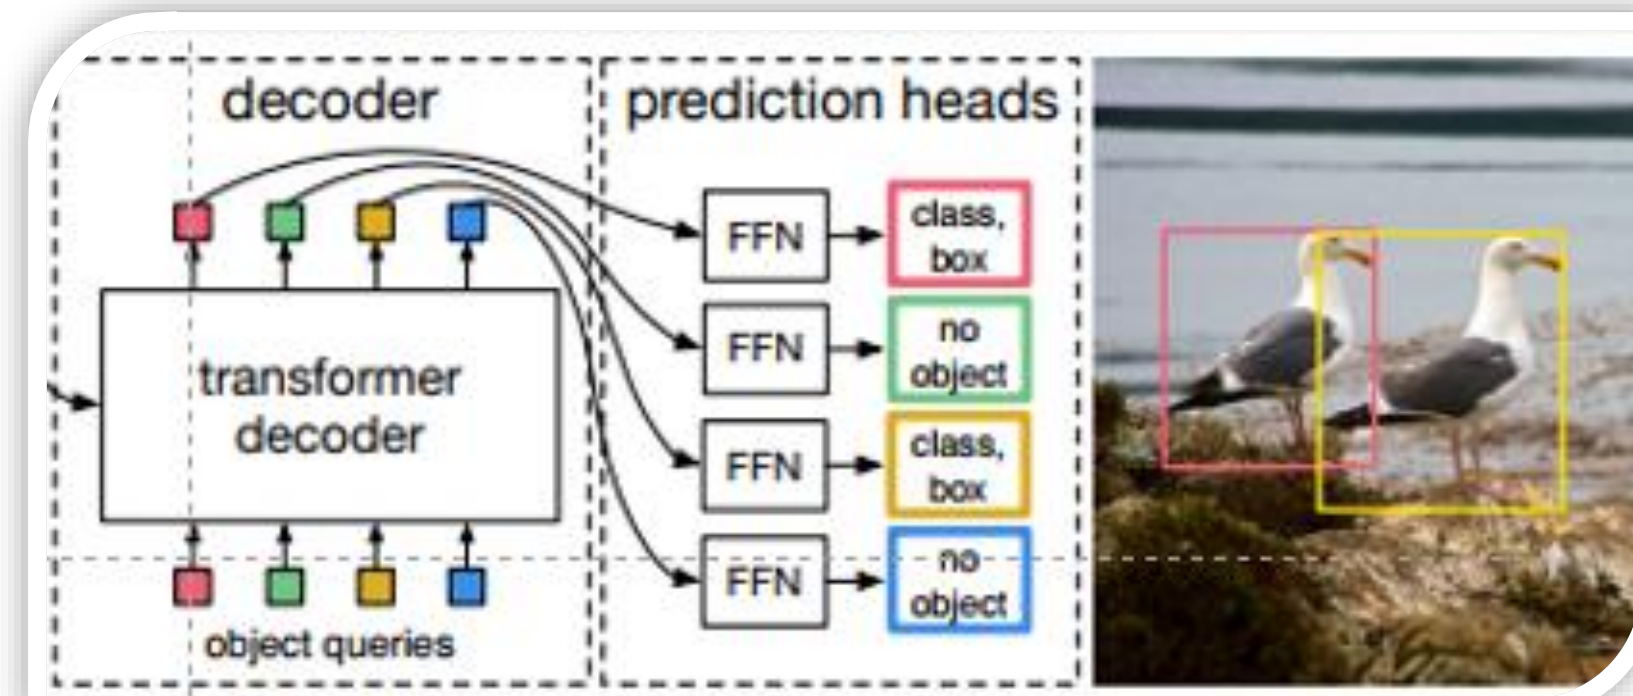 decoder
prediction heads
FFN
class,
box
FFN
no
object
transformer
decoder
FFN
class,
box
FFN
no
object
object queries